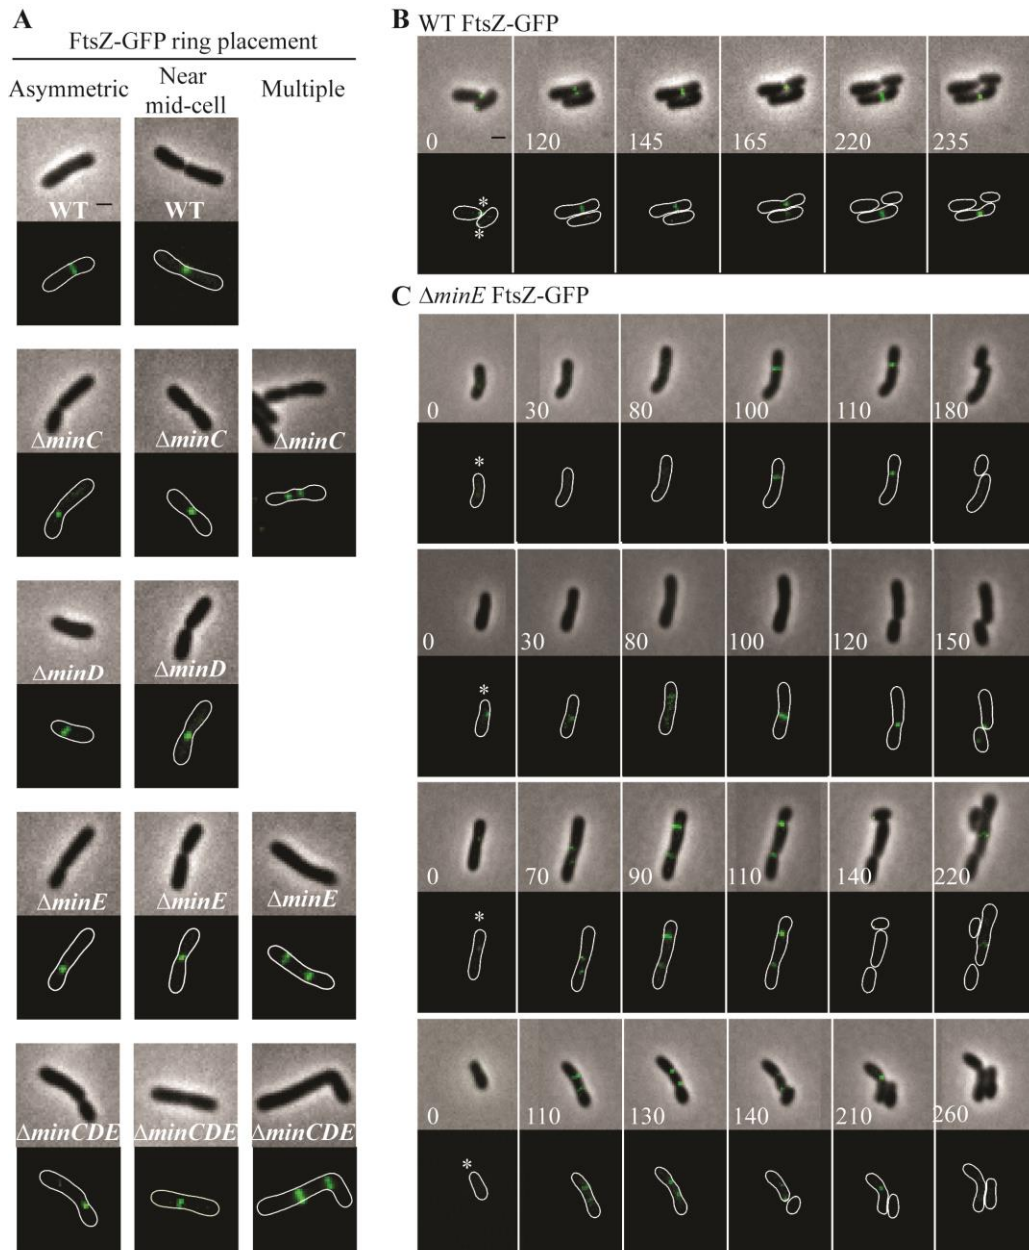 A
FtsZ-GFP ring placement
Asymmetric
Near
mid-cell
Multiple
WT
WT
ΔminC
ΔminC
ΔminC
ΔminD
ΔminD
ΔminE
ΔminE
ΔminE
ΔminCDE
ΔminCDE
ΔminCDE
B WT FtsZ-GFP
0 120 145 165 220 235
*
*
C ΔminE FtsZ-GFP
0 30 80 100 110 180
*
0 30 80 100 120 150
*
0 70 90 110 140 220
*
0 110 130 140 210 260
*